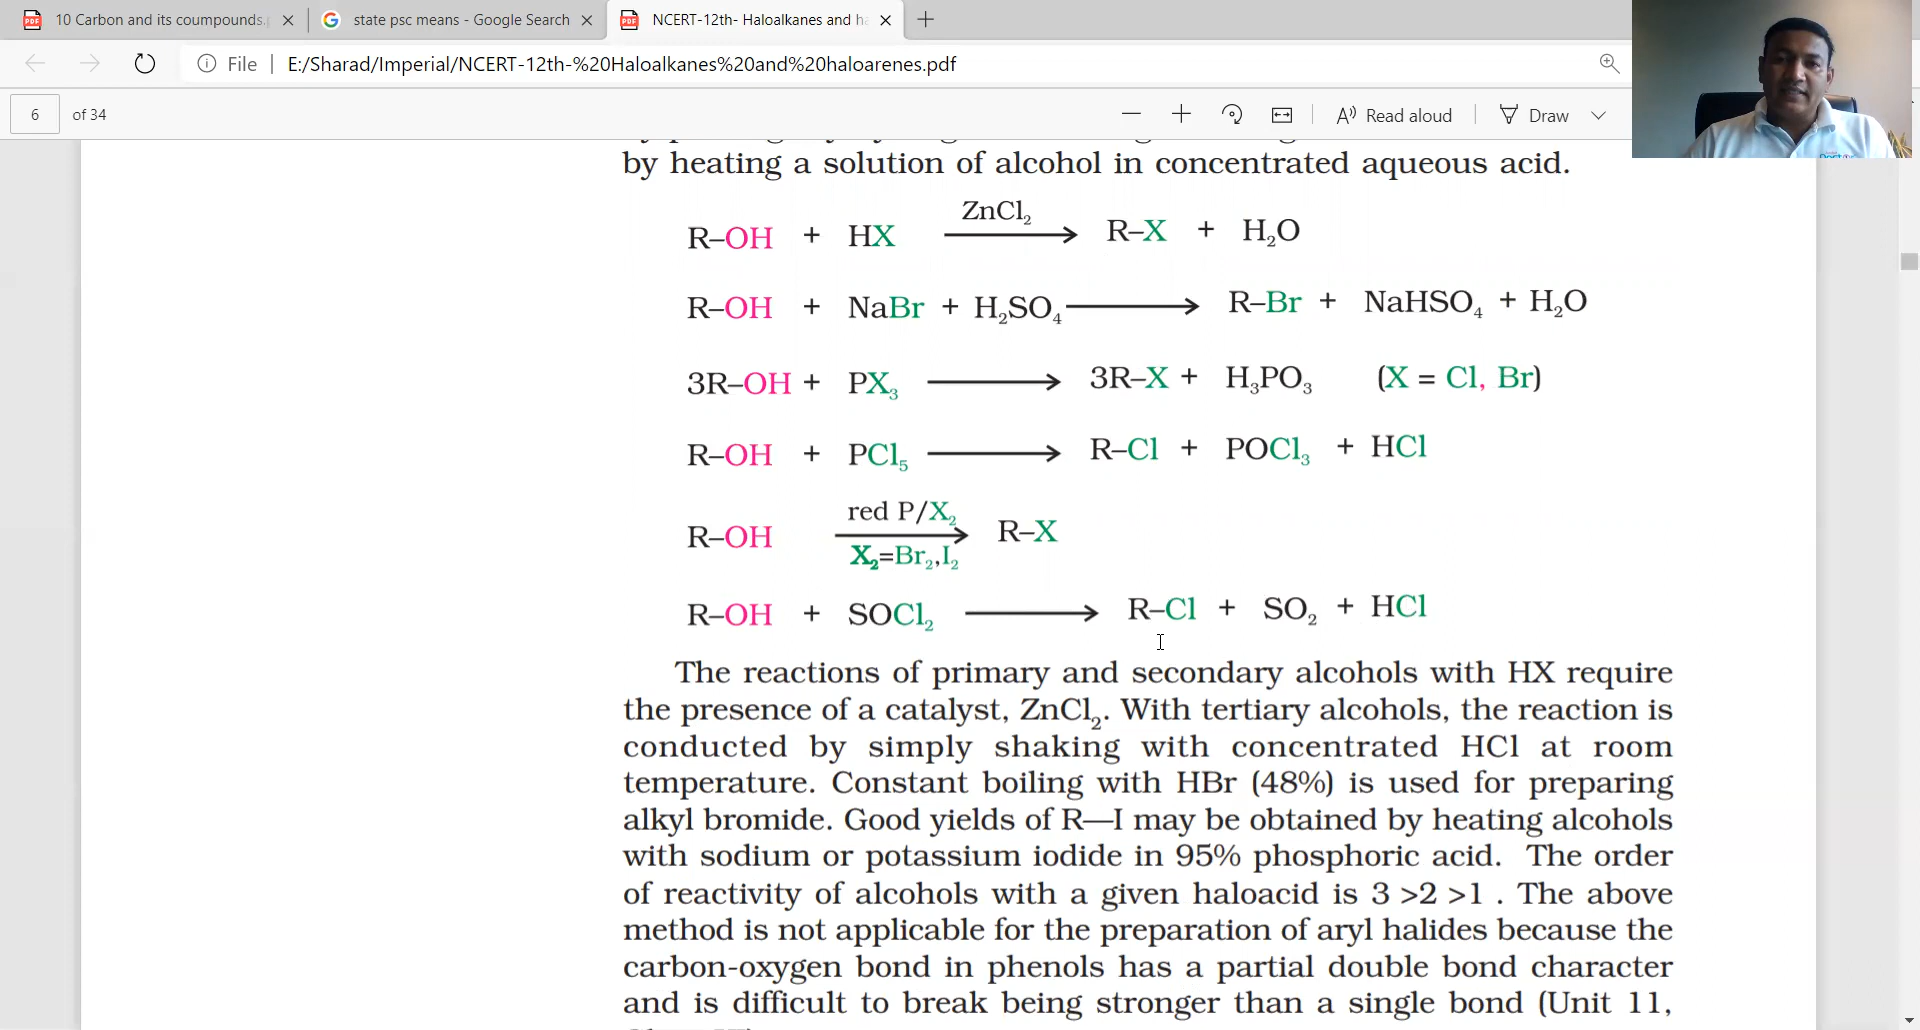 10 Carbon and its coumpounds.
state psc means - Google Search
NCERT-12th- Haloalkanes and ha
File
E:/Sharad/Imperial/NCERT-12th-%20Haloalkanes%20and%20haloarenes.pdf
6 of 34
Read aloud
Draw
by heating a solution of alcohol in concentrated aqueous acid.
R–OH + HX ZnCl₂ ⟶ R–X + H₂O
R–OH + NaBr + H₂SO₄ ⟶ R–Br + NaHSO₄ + H₂O
3R–OH + PX₃ ⟶ 3R–X + H₃PO₃ (X = Cl, Br)
R–OH + PCl₅ ⟶ R–Cl + POCl₃ + HCl
red P/X₂
R–OH ⟶ R–X
X₂=Br₂,I₂
R–OH + SOCl₂ ⟶ R–Cl + SO₂ + HCl
The reactions of primary and secondary alcohols with HX require
the presence of a catalyst, ZnCl₂. With tertiary alcohols, the reaction is
conducted by simply shaking with concentrated HCl at room
temperature. Constant boiling with HBr (48%) is used for preparing
alkyl bromide. Good yields of R—I may be obtained by heating alcohols
with sodium or potassium iodide in 95% phosphoric acid. The order
of reactivity of alcohols with a given haloacid is 3 >2 >1 . The above
method is not applicable for the preparation of aryl halides because the
carbon-oxygen bond in phenols has a partial double bond character
and is difficult to break being stronger than a single bond (Unit 11,